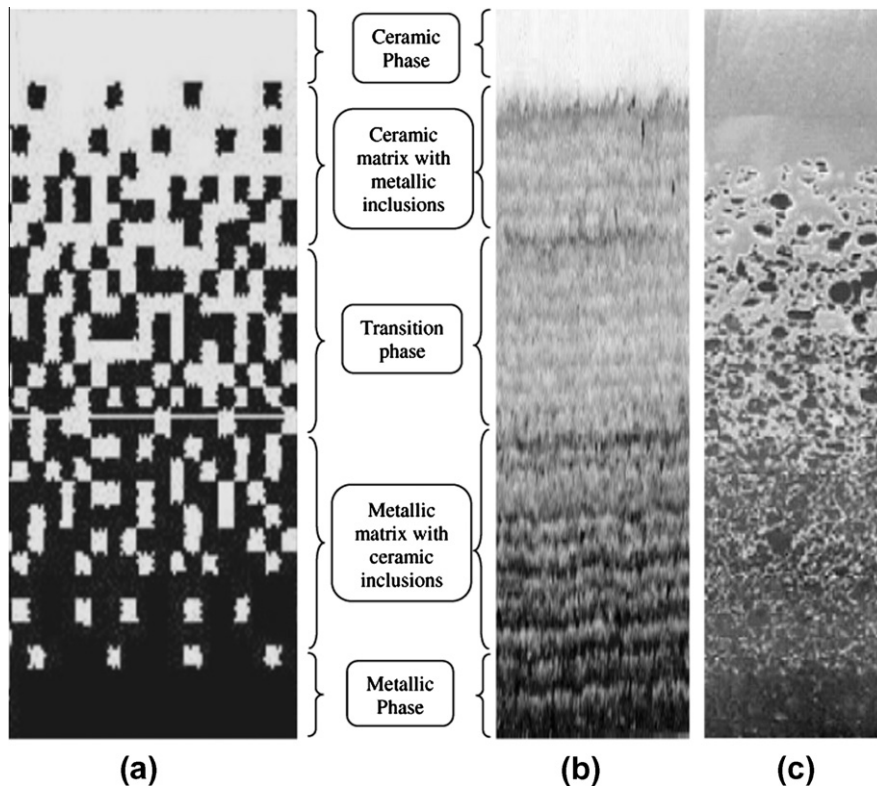 Ceramic
Phase
Ceramic
matrix with
metallic
inclusions
Transition
phase
Metallic
matrix with
ceramic
inclusions
Metallic
Phase
(a)
(b)
(c)